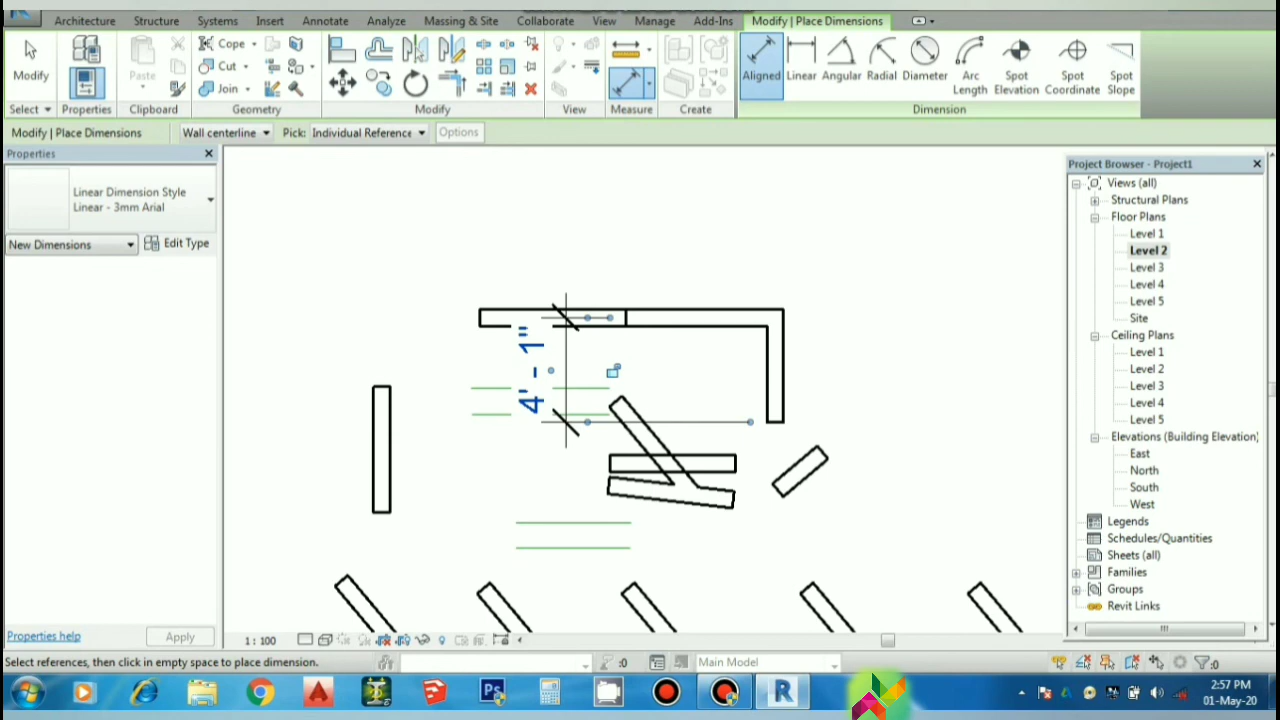 Architecture Structure Systems Insert Annotate Analyze Massing & Site Collaborate View Manage Add-Ins Modify | Place Dimensions
Modify
Select
Properties
Paste
Clipboard
Cope
Cut
Join
Geometry
Modify
View
Measure
Create
Aligned Linear Angular Radial Diameter Arc Length Spot Elevation Spot Coordinate Spot Slope
Dimension
Modify | Place Dimensions Wall centerline Pick: Individual Reference Options
Properties
Linear Dimension Style
Linear - 3mm Arial
New Dimensions Edit Type
4' - 1"
Project Browser - Project1
Views (all)
Structural Plans
Floor Plans
Level 1
Level 2
Level 3
Level 4
Level 5
Site
Ceiling Plans
Level 1
Level 2
Level 3
Level 4
Level 5
Elevations (Building Elevation)
East
North
South
West
Legends
Schedules/Quantities
Sheets (all)
Families
Groups
Revit Links
Properties help Apply
1 : 100
Select references, then click in empty space to place dimension.
:0
Main Model
:0
Ps
2:57 PM
01-May-20